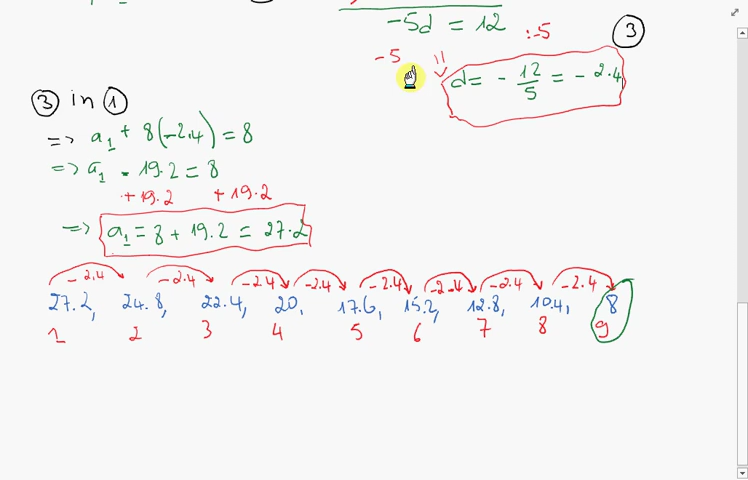 -5d = 12
:-5
③
-5
⇓
d = - 12/5 = - 2.4
③ in ①
=> a₁ + 8(-2.4) = 8
=> a₁ - 19.2 = 8
+19.2 +19.2
=> a₁ = 8 + 19.2 = 27.2
-2.4 -2.4 -2.4 -2.4 -2.4 -2.4 -2.4 -2.4
27.2, 24.8, 22.4, 20, 17.6, 15.2, 12.8, 10.4, 8
1 2 3 4 5 6 7 8 9